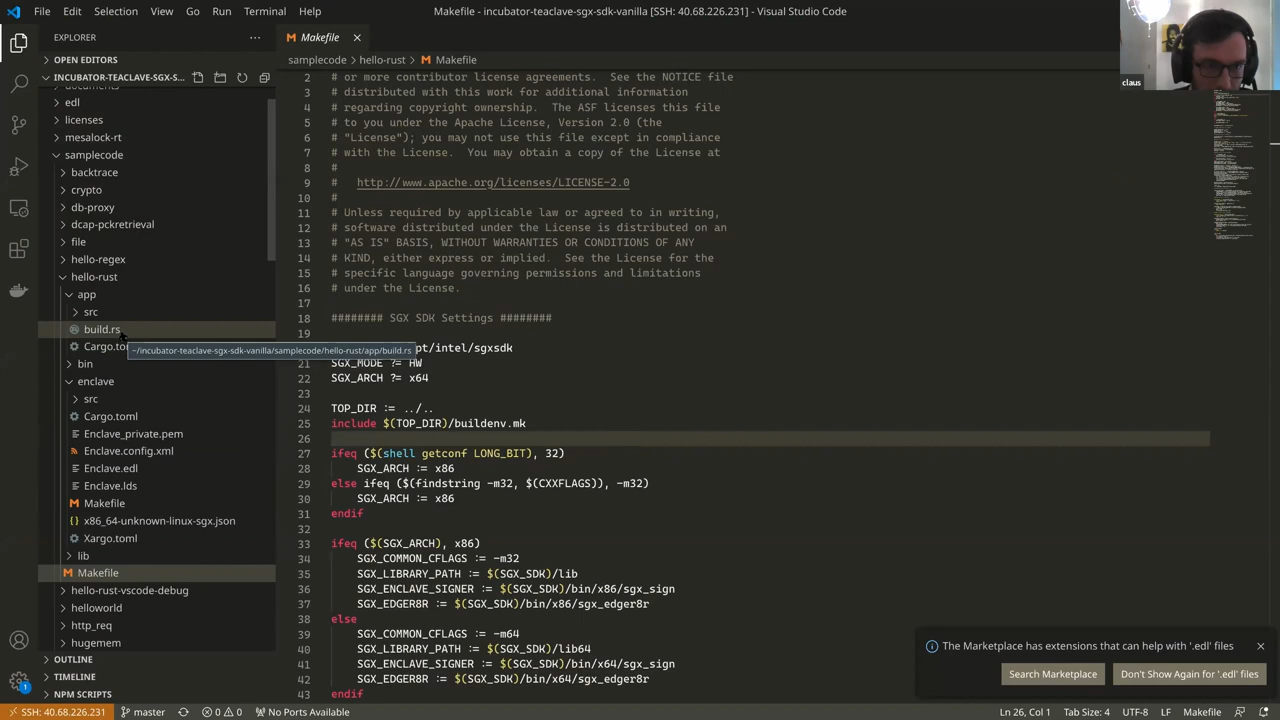 File Edit Selection View Go Run Terminal Help
Makefile - incubator-teaclave-sgx-sdk-vanilla [SSH: 40.68.226.231] - Visual Studio Code
claus
EXPLORER
OPEN EDITORS
INCUBATOR-TEACLAVE-SGX-S...
documents
edl
licenses
mesalock-rt
samplecode
backtrace
crypto
db-proxy
dcap-pckretrieval
file
hello-regex
hello-rust
app
src
build.rs
Cargo.to
~/incubator-teaclave-sgx-sdk-vanilla/samplecode/hello-rust/app/build.rs
bin
enclave
src
Cargo.toml
Enclave_private.pem
Enclave.config.xml
Enclave.edl
Enclave.lds
Makefile
x86_64-unknown-linux-sgx.json
Xargo.toml
lib
Makefile
hello-rust-vscode-debug
helloworld
http_req
hugemem
OUTLINE
TIMELINE
NPM SCRIPTS
Makefile
samplecode > hello-rust > Makefile
2 # or more contributor license agreements. See the NOTICE file
3 # distributed with this work for additional information
4 # regarding copyright ownership. The ASF licenses this file
5 # to you under the Apache License, Version 2.0 (the
6 # "License"); you may not use this file except in compliance
7 # with the License. You may obtain a copy of the License at
8 #
9 # http://www.apache.org/licenses/LICENSE-2.0
10 #
11 # Unless required by applicable law or agreed to in writing,
12 # software distributed under the License is distributed on an
13 # "AS IS" BASIS, WITHOUT WARRANTIES OR CONDITIONS OF ANY
14 # KIND, either express or implied. See the License for the
15 # specific language governing permissions and limitations
16 # under the License.
17
18 ######## SGX SDK Settings ########
19
pt/intel/sgxsdk
21 SGX_MODE ?= HW
22 SGX_ARCH ?= x64
23
24 TOP_DIR := ../..
25 include $(TOP_DIR)/buildenv.mk
26
27 ifeq ($(shell getconf LONG_BIT), 32)
28 SGX_ARCH := x86
29 else ifeq ($(findstring -m32, $(CXXFLAGS)), -m32)
30 SGX_ARCH := x86
31 endif
32
33 ifeq ($(SGX_ARCH), x86)
34 SGX_COMMON_CFLAGS := -m32
35 SGX_LIBRARY_PATH := $(SGX_SDK)/lib
36 SGX_ENCLAVE_SIGNER := $(SGX_SDK)/bin/x86/sgx_sign
37 SGX_EDGER8R := $(SGX_SDK)/bin/x86/sgx_edger8r
38 else
39 SGX_COMMON_CFLAGS := -m64
40 SGX_LIBRARY_PATH := $(SGX_SDK)/lib64
41 SGX_ENCLAVE_SIGNER := $(SGX_SDK)/bin/x64/sgx_sign
42 SGX_EDGER8R := $(SGX_SDK)/bin/x64/sgx_edger8r
43 endif
The Marketplace has extensions that can help with '.edl' files
Search Marketplace
Don't Show Again for '.edl' files
1
SSH: 40.68.226.231 master 0 0 No Ports Available
Ln 26, Col 1 Tab Size: 4 UTF-8 LF Makefile